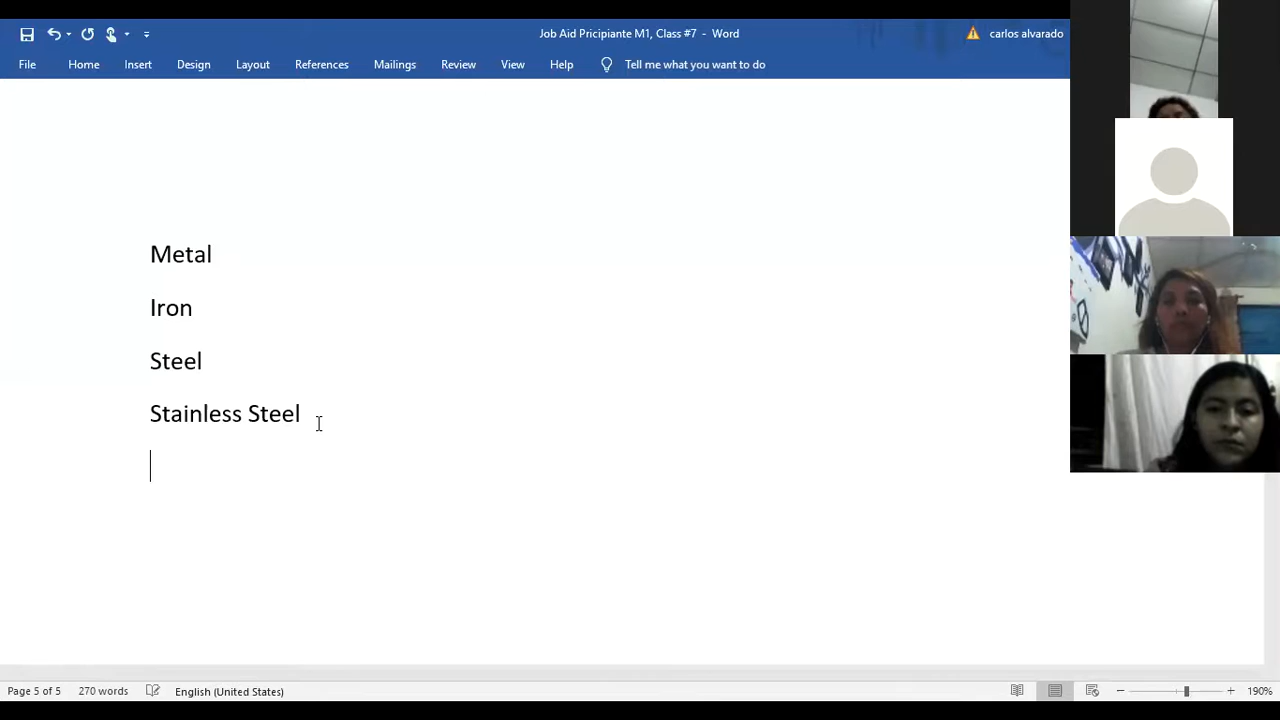 Job Aid Pricipiante M1, Class #7 - Word
carlos alvarado
File Home Insert Design Layout References Mailings Review View Help Tell me what you want to do
Metal
Iron
Steel
Stainless Steel
Page 5 of 5 270 words English (United States) 190%